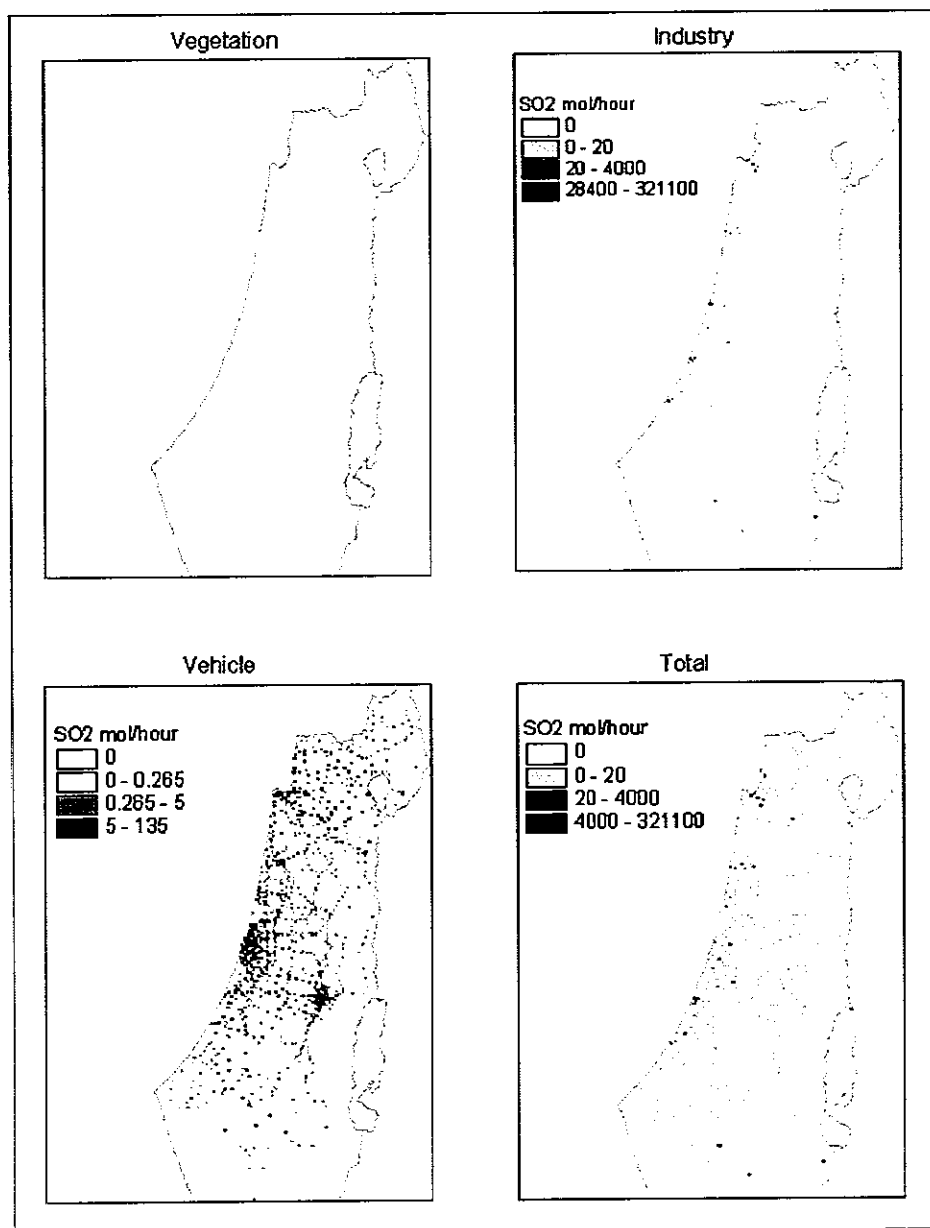 Vegetation
Industry
SO2 mol/hour
0
0 - 20
20 - 4000
28400 - 321100
Vehicle
SO2 mol/hour
0
0 - 0.265
0.265 - 5
5 - 135
Total
SO2 mol/hour
0
0 - 20
20 - 4000
4000 - 321100